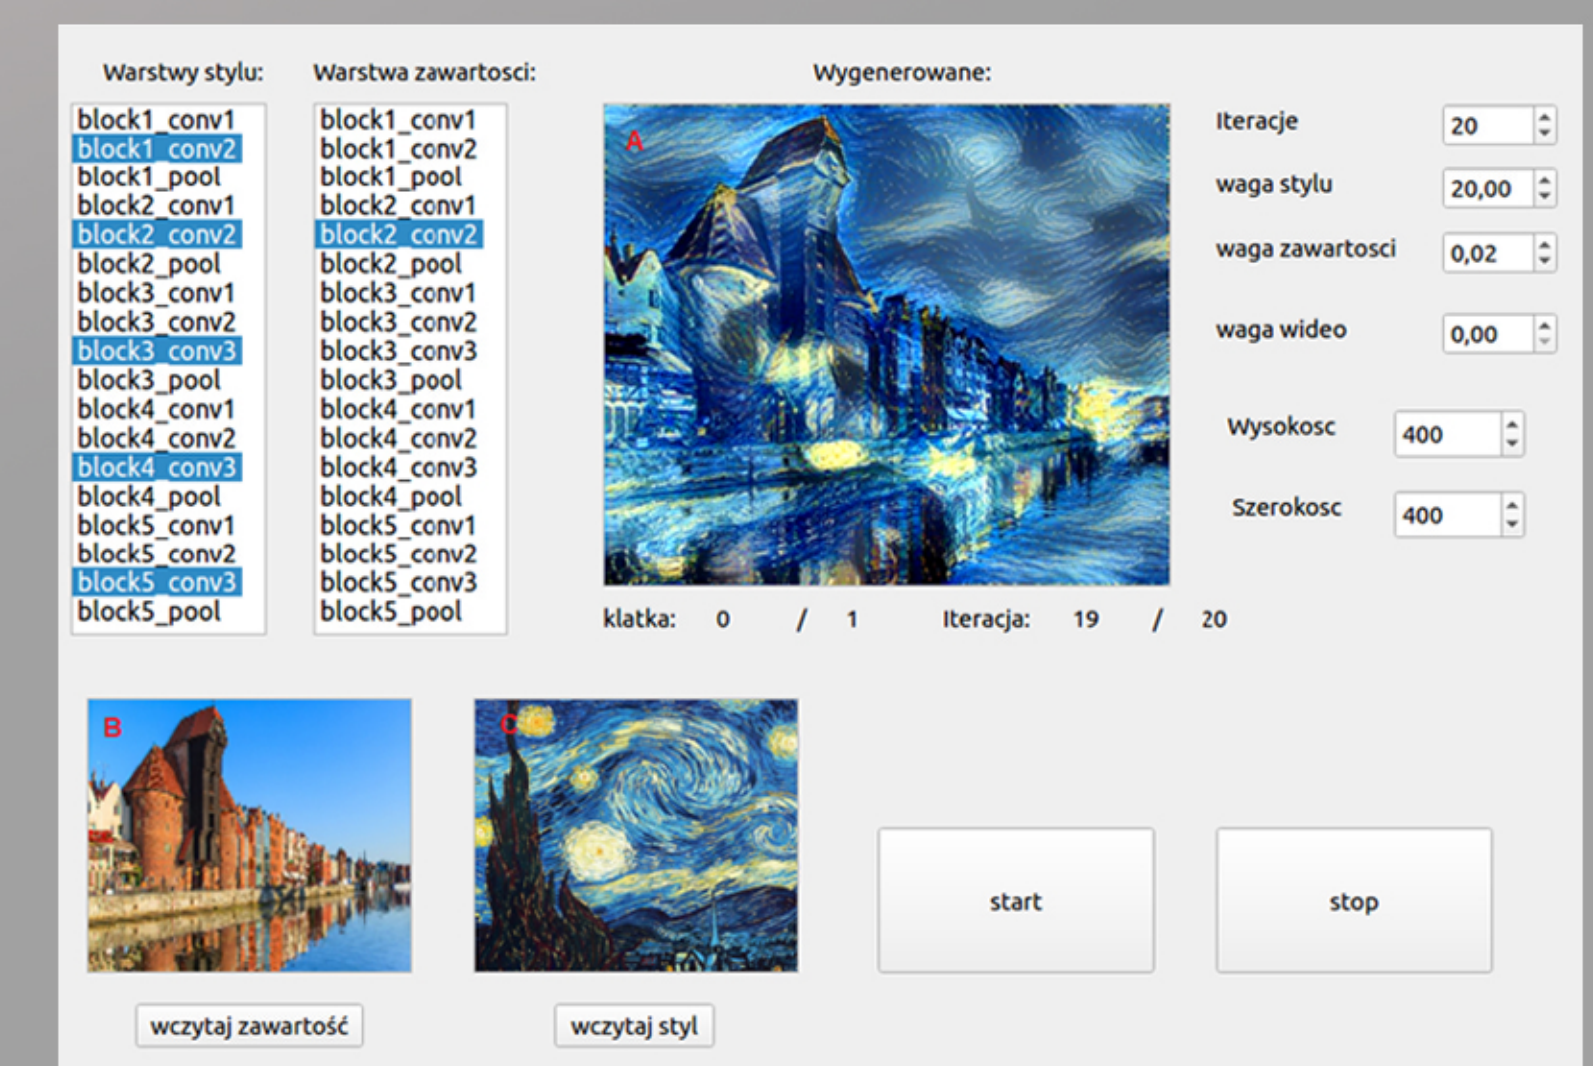 Warstwy stylu:
block1_conv1
block1_conv2
block1_pool
block2_conv1
block2_conv2
block2_pool
block3_conv1
block3_conv2
block3_conv3
block3_pool
block4_conv1
block4_conv2
block4_conv3
block4_pool
block5_conv1
block5_conv2
block5_conv3
block5_pool
Warstwa zawartosci:
block1_conv1
block1_conv2
block1_pool
block2_conv1
block2_conv2
block2_pool
block3_conv1
block3_conv2
block3_conv3
block3_pool
block4_conv1
block4_conv2
block4_conv3
block4_pool
block5_conv1
block5_conv2
block5_conv3
block5_pool
Wygenerowane:
A
klatka: 0 / 1 Iteracja: 19 / 20
Iteracje 20
waga stylu 20,00
waga zawartosci 0,02
waga wideo 0,00
Wysokosc 400
Szerokosc 400
B
wczytaj zawartość
C
wczytaj styl
start
stop